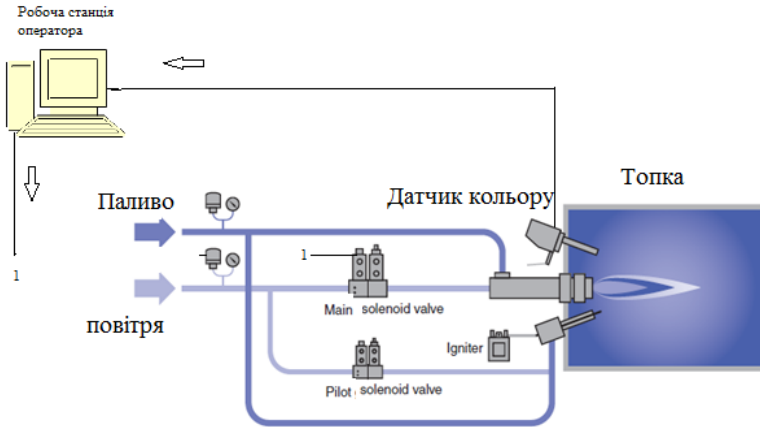 Робоча станція
оператора
Паливо
Датчик кольору
Топка
1
1
Main solenoid valve
повітря
Igniter
Pilot solenoid valve